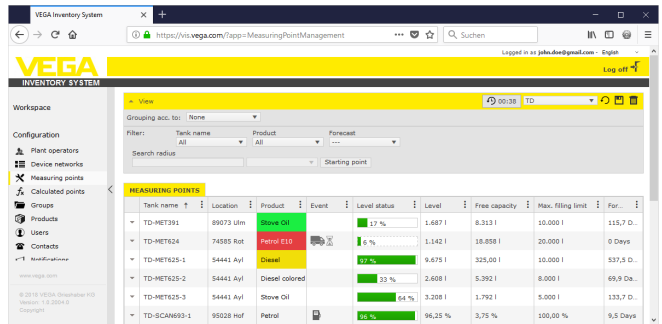 VEGA Inventory System
https://vis.vega.com/?app=MeasuringPointManagement
Suchen
Logged in as john.doe@gmail.com - English
VEGA
Log off
INVENTORY SYSTEM
Workspace
Configuration
Plant operators
Device networks
Measuring points
Calculated points
Groups
Products
Users
Contacts
Notifications
www.vega.com
© 2018 VEGA Grieshaber KG
Version: 1.0.2004.0
Copyright
View
00:38
TD
Grouping acc. to: None
Filter: Tank name Product Forecast
All All ---
Search radius
Starting point
MEASURING POINTS
Tank name Location Product Event Level status Level Free capacity Max. filling limit For...
TD-MET391 89073 Ulm Stove Oil 17 % 1.687 l 8.313 l 10.000 l 115,7 D...
TD-MET624 74585 Rot Petrol E10 6 % 1.142 l 18.858 l 20.000 l 0 Days
TD-MET625-1 54441 Ayl Diesel 97 % 9.675 l 325,00 l 10.000 l 537,5 D...
TD-MET625-2 54441 Ayl Diesel colored 33 % 2.608 l 5.392 l 8.000 l 69,9 Da...
TD-MET625-3 54441 Ayl Stove Oil 64 % 3.208 l 1.792 l 5.000 l 133,7 D...
TD-SCAN693-1 95028 Hof Petrol 96 % 96,25 % 3,75 % 100,00 % 9,5 Days